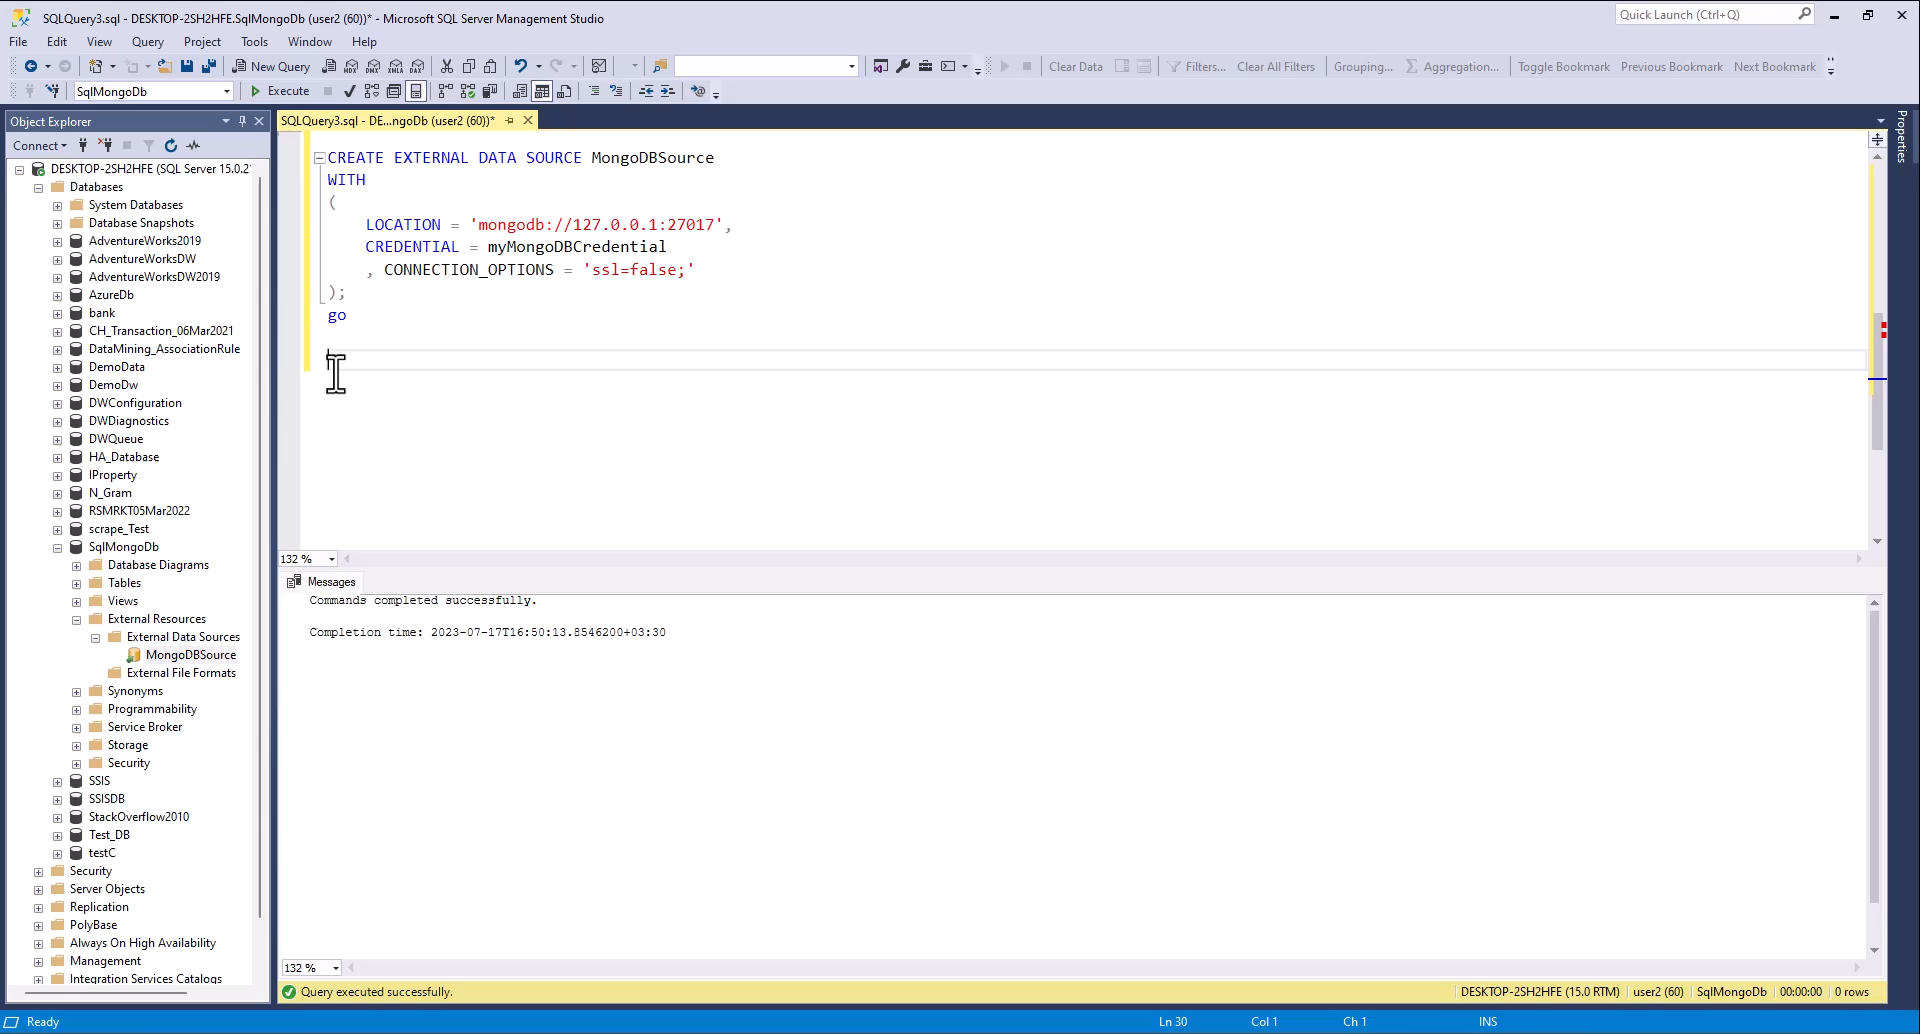 SQLQuery3.sql - DESKTOP-2SH2HFE.SqlMongoDb (user2 (60))* - Microsoft SQL Server Management Studio
Quick Launch (Ctrl+Q)
File Edit View Query Project Tools Window Help
New Query MDX DMX XMLA DAX
Clear Data Filters... Clear All Filters Grouping... Aggregation... Toggle Bookmark Previous Bookmark Next Bookmark
SqlMongoDb
Execute
Object Explorer
Connect
DESKTOP-2SH2HFE (SQL Server 15.0.2
Databases
System Databases
Database Snapshots
AdventureWorks2019
AdventureWorksDW
AdventureWorksDW2019
AzureDb
bank
CH_Transaction_06Mar2021
DataMining_AssociationRule
DemoData
DemoDw
DWConfiguration
DWDiagnostics
DWQueue
HA_Database
IProperty
N_Gram
RSMRKT05Mar2022
scrape_Test
SqlMongoDb
Database Diagrams
Tables
Views
External Resources
External Data Sources
MongoDBSource
External File Formats
Synonyms
Programmability
Service Broker
Storage
Security
SSIS
SSISDB
StackOverflow2010
Test_DB
testC
Security
Server Objects
Replication
PolyBase
Always On High Availability
Management
Integration Services Catalogs
SQLQuery3.sql - DE...ngoDb (user2 (60))*
CREATE EXTERNAL DATA SOURCE MongoDBSource
WITH
(
LOCATION = 'mongodb://127.0.0.1:27017',
CREDENTIAL = myMongoDBCredential
, CONNECTION_OPTIONS = 'ssl=false;'
);
go
132 %
Messages
Commands completed successfully.
Completion time: 2023-07-17T16:50:13.8546200+03:30
132 %
Query executed successfully.
DESKTOP-2SH2HFE (15.0 RTM) user2 (60) SqlMongoDb 00:00:00 0 rows
Properties
Ready
Ln 30 Col 1 Ch 1 INS